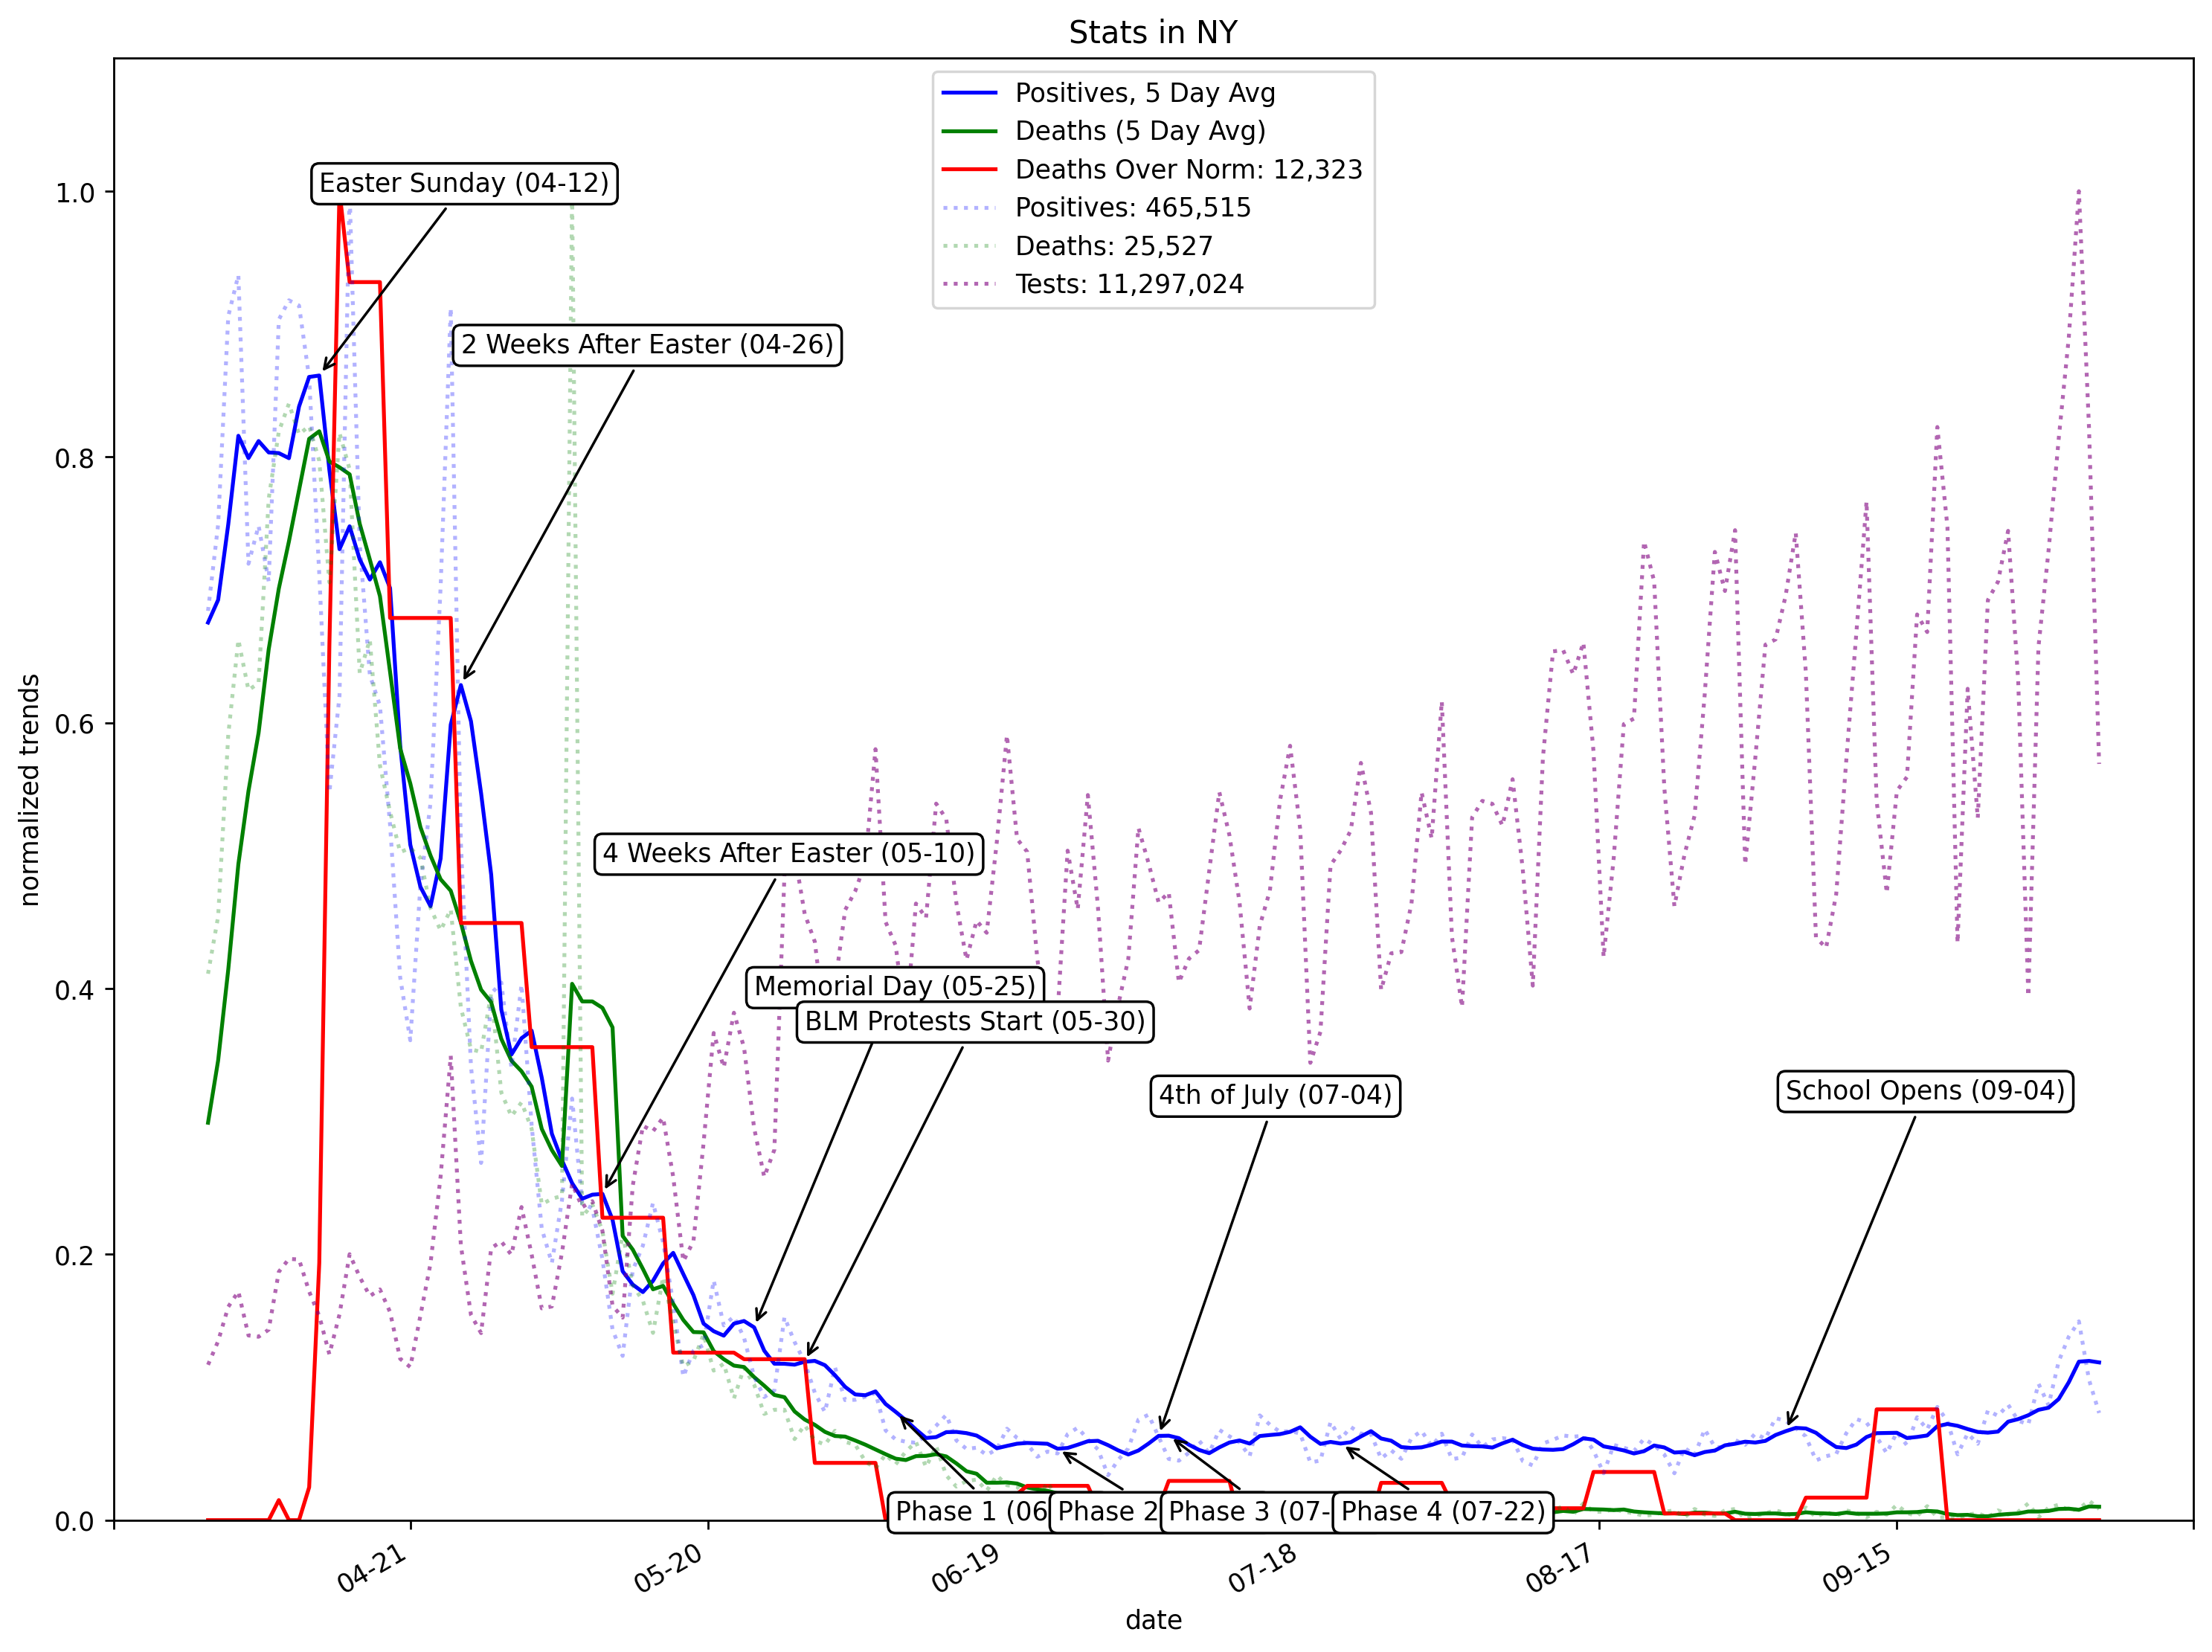 Stats in NY
Positives, 5 Day Avg
Deaths (5 Day Avg)
Deaths Over Norm: 12,323
Positives: 465,515
Deaths: 25,527
Tests: 11,297,024
Easter Sunday (04-12)
2 Weeks After Easter (04-26)
4 Weeks After Easter (05-10)
Memorial Day (05-25)
BLM Protests Start (05-30)
4th of July (07-04)
School Opens (09-04)
Phase 1 (06
Phase 2
Phase 3 (07-
Phase 4 (07-22)
normalized trends
1.0
0.8
0.6
0.4
0.2
0.0
04-21
05-20
06-19
07-18
08-17
09-15
date